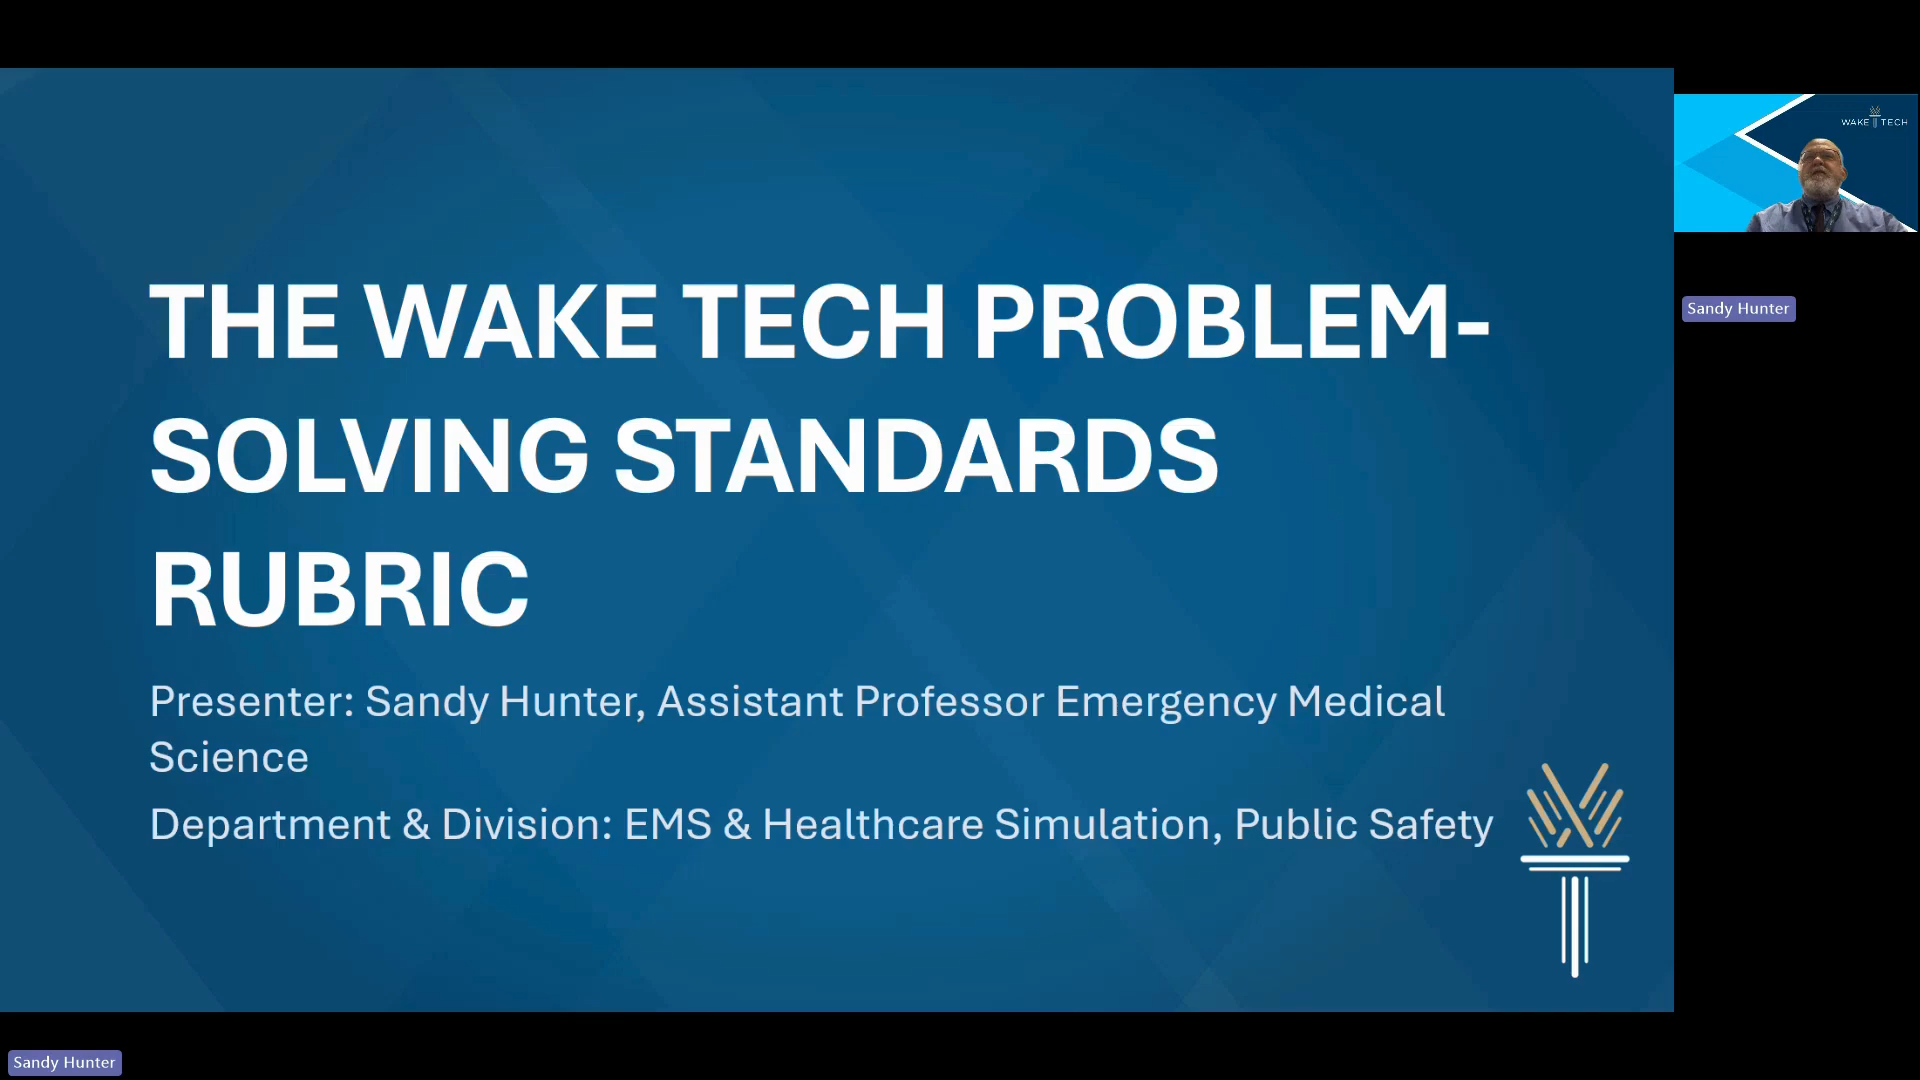 THE WAKE TECH PROBLEM-
SOLVING STANDARDS
RUBRIC
Presenter: Sandy Hunter, Assistant Professor Emergency Medical
Science
Department & Division: EMS & Healthcare Simulation, Public Safety
WAKE TECH
Sandy Hunter
Sandy Hunter